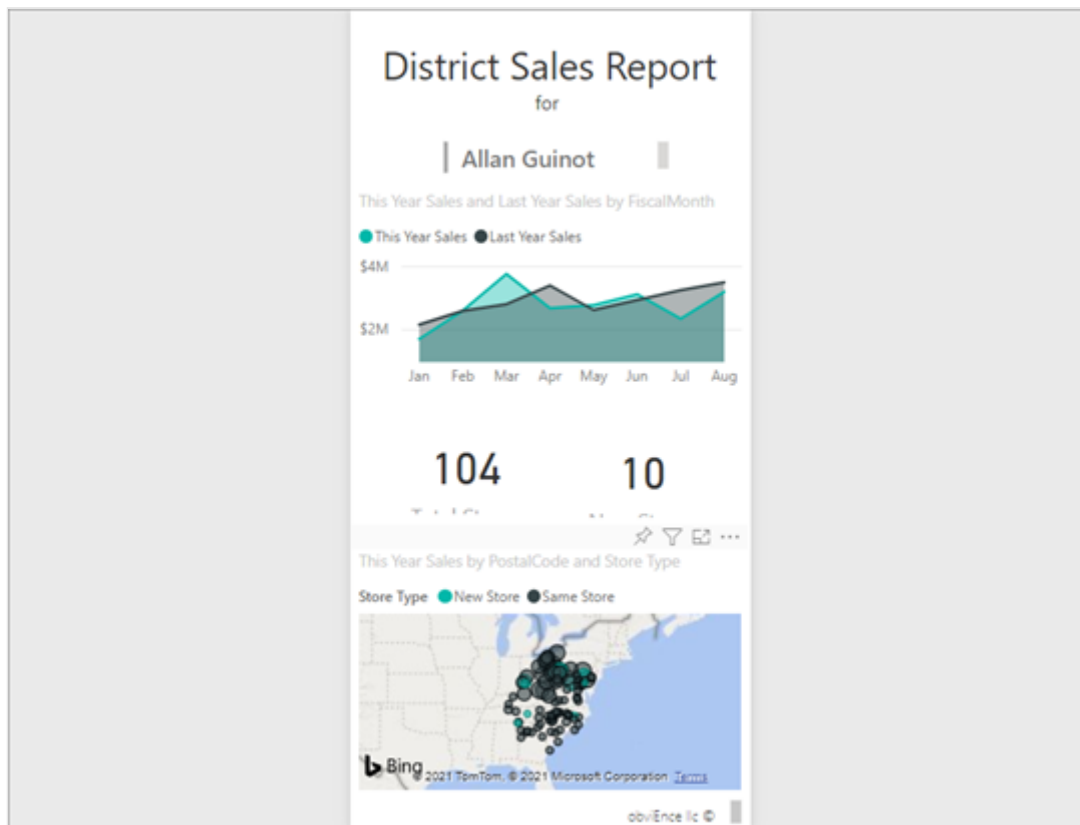 District Sales Report
for
Allan Guinot
This Year Sales and Last Year Sales by FiscalMonth
This Year Sales Last Year Sales
$4M
$2M
Jan Feb Mar Apr May Jun Jul Aug
104 10
This Year Sales by PostalCode and Store Type
Store Type New Store Same Store
Bing
© 2021 TomTom, © 2021 Microsoft Corporation Terms
obviEnce llc ©